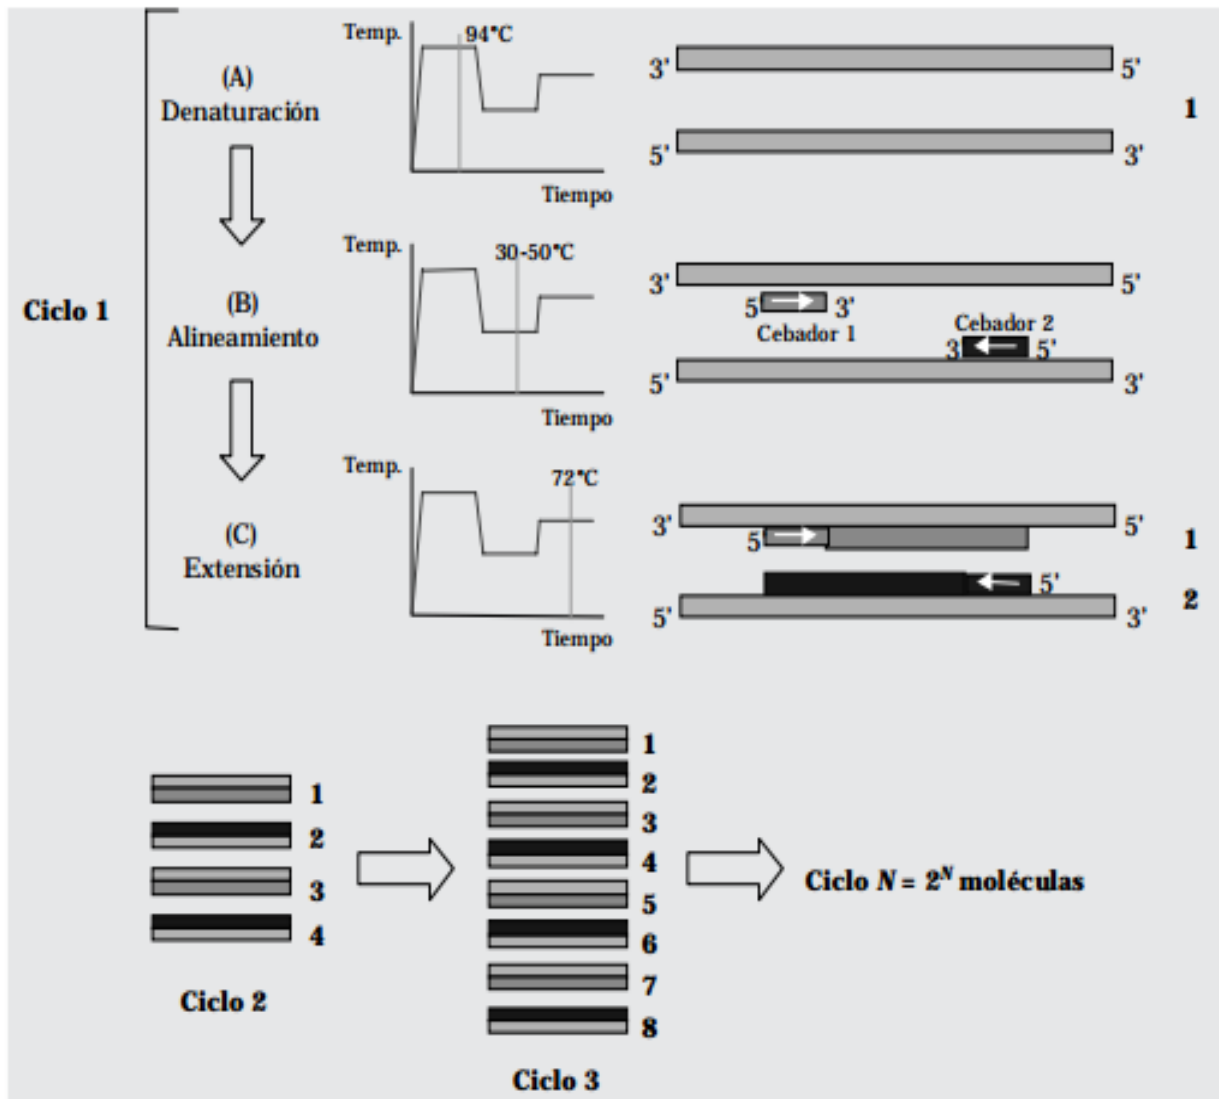 Ciclo 1
(A)
Denaturación
Temp.
94°C
Tiempo
3' 5'
1
5' 3'
(B)
Alineamiento
Temp.
30-50°C
Tiempo
3' 5'
5' 3'
Cebador 1
Cebador 2
3 5'
5' 3'
(C)
Extensión
Temp.
72°C
Tiempo
3' 5'
5'
1
5'
2
5' 3'
1
2
3
4
Ciclo 2
1
2
3
4
5
6
7
8
Ciclo 3
Ciclo N = 2^N moléculas